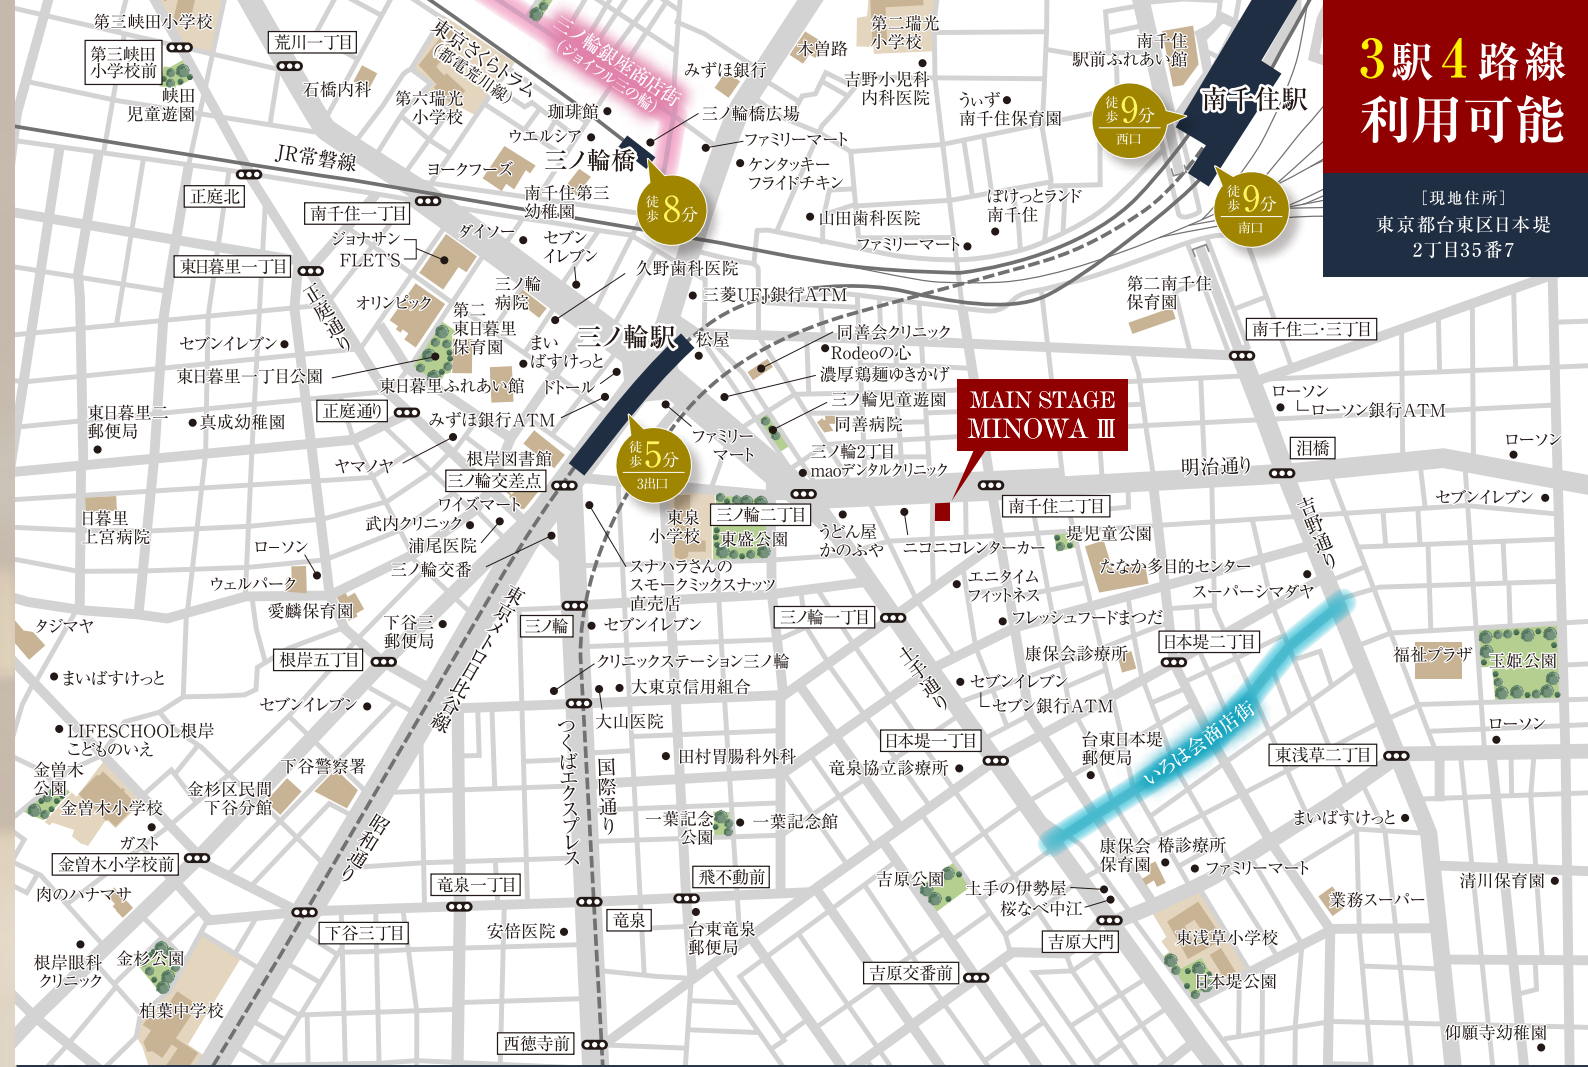 3駅4路線
利用可能
［現地住所］
東京都台東区日本堤
2丁目35番7
第三峡田小学校
第三峡田
小学校前
荒川一丁目
峡田
児童遊園
石橋内科
東京さくらトラム
（都電荒川線）
第六瑞光
小学校
三ノ輪銀座商店街
（ジョイフル三の輪）
みずほ銀行
木曽路
第二瑞光
小学校
吉野小児科
内科医院
南千住
駅前ふれあい館
南千住駅
徒歩9分
西口
徒歩9分
南口
うぃず
南千住保育園
珈琲館
ウエルシア
三ノ輪橋
三ノ輪橋広場
ファミリーマート
ケンタッキー
フライドチキン
徒歩8分
JR常磐線
正庭北
ヨークフーズ
南千住一丁目
南千住第三
幼稚園
ダイソー
セブン
イレブン
山田歯科医院
ファミリーマート
ぽけっとランド
南千住
ジョナサン
FLET'S
東日暮里一丁目
正庭通り
オリンピック
三ノ輪
病院
久野歯科医院
三菱UFJ銀行ATM
第二南千住
保育園
南千住二・三丁目
第二
東日暮里
保育園
セブンイレブン
東日暮里一丁目公園
東日暮里ふれあい館
まい
ばすけっと
三ノ輪駅
松屋
ドトール
同善会クリニック
Rodeoの心
濃厚鶏麺ゆきかげ
三ノ輪児童遊園
同善病院
三ノ輪2丁目
maoデンタルクリニック
MAIN STAGE
MINOWA Ⅲ
ローソン
ローソン銀行ATM
泪橋
ローソン
明治通り
セブンイレブン
東日暮里二
郵便局
真成幼稚園
正庭通り
みずほ銀行ATM
ヤマノヤ
根岸図書館
三ノ輪交差点
徒歩5分
3出口
ファミリー
マート
ワイズマート
武内クリニック
浦尾医院
三ノ輪交番
日暮里
上宮病院
ローソン
ウェルパーク
愛麟保育園
東泉
小学校
三ノ輪二丁目
東盛公園
うどん屋
かのふや
ニコニコレンターカー
南千住二丁目
堤児童公園
たなか多目的センター
スーパーシマダヤ
吉野通り
スナハラさんの
スモークミックスナッツ
直売店
エニタイム
フィットネス
フレッシュフードまつだ
三ノ輪一丁目
三ノ輪
セブンイレブン
下谷三
郵便局
東京メトロ日比谷線
タジマヤ
根岸五丁目
まいばすけっと
セブンイレブン
クリニックステーション三ノ輪
大東京信用組合
大山医院
土手通り
康保会診療所
日本堤二丁目
セブンイレブン
セブン銀行ATM
福祉プラザ
玉姫公園
ローソン
いろは会商店街
LIFESCHOOL根岸
こどものいえ
金曽木
公園
金曽木小学校
ガスト
金曽木小学校前
肉のハナマサ
金杉区民館
下谷分館
下谷警察署
昭和通り
つくばエクスプレス
国際通り
田村胃腸科外科
日本堤一丁目
竜泉協立診療所
台東日本堤
郵便局
東浅草二丁目
まいばすけっと
一葉記念
公園
一葉記念館
康保会
保育園
椿診療所
ファミリーマート
竜泉一丁目
飛不動前
竜泉
吉原公園
土手の伊勢屋
桜なべ中江
吉原大門
清川保育園
業務スーパー
下谷三丁目
安倍医院
台東竜泉
郵便局
東浅草小学校
日本堤公園
吉原交番前
根岸眼科
クリニック
金杉公園
柏葉中学校
西徳寺前
仰願寺幼稚園